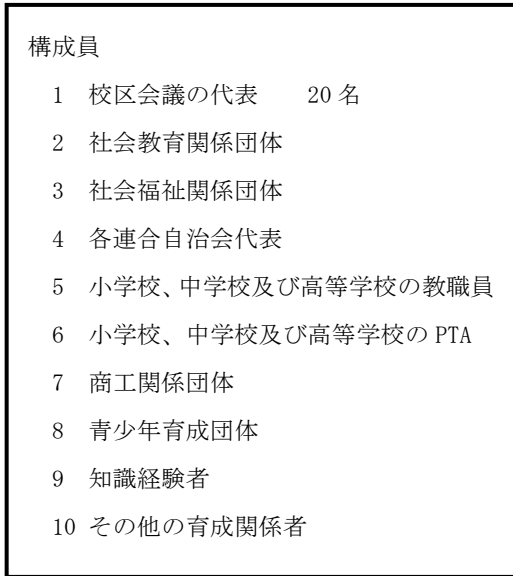 構成員
1 校区会議の代表　　20 名
2 社会教育関係団体
3 社会福祉関係団体
4 各連合自治会代表
5 小学校、中学校及び高等学校の教職員
6 小学校、中学校及び高等学校の PTA
7 商工関係団体
8 青少年育成団体
9 知識経験者
10 その他の育成関係者